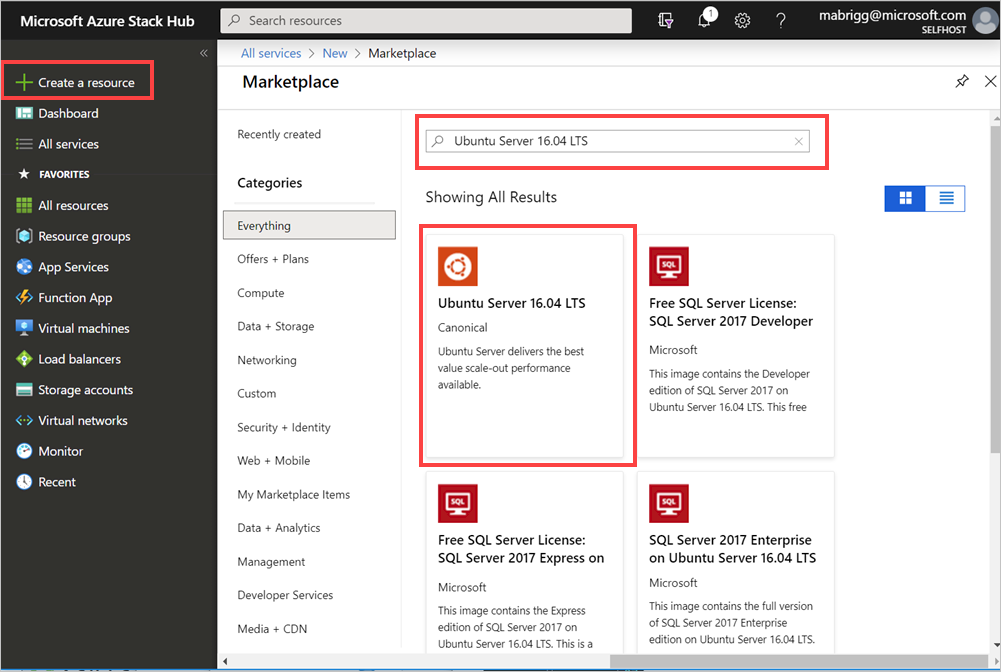 Microsoft Azure Stack Hub
Search resources
1
?
mabrigg@microsoft.com
SELFHOST
«
Create a resource
Dashboard
All services
FAVORITES
All resources
Resource groups
App Services
Function App
Virtual machines
Load balancers
Storage accounts
Virtual networks
Monitor
Recent
All services > New > Marketplace
Marketplace
Recently created
Categories
Everything
Offers + Plans
Compute
Data + Storage
Networking
Custom
Security + Identity
Web + Mobile
My Marketplace Items
Data + Analytics
Management
Developer Services
Media + CDN
Ubuntu Server 16.04 LTS
Showing All Results
Ubuntu Server 16.04 LTS
Canonical
Ubuntu Server delivers the best
value scale-out performance
available.
SQL
Free SQL Server License:
SQL Server 2017 Developer
Microsoft
This image contains the Developer
edition of SQL Server 2017 on
Ubuntu Server 16.04 LTS. This free
SQL
Free SQL Server License:
SQL Server 2017 Express on
Microsoft
This image contains the Express
edition of SQL Server 2017 on
Ubuntu Server 16.04 LTS. This is a
SQL
SQL Server 2017 Enterprise
on Ubuntu Server 16.04 LTS
Microsoft
This image contains the full version
of SQL Server 2017 Enterprise
edition on Ubuntu Server 16.04 LTS.